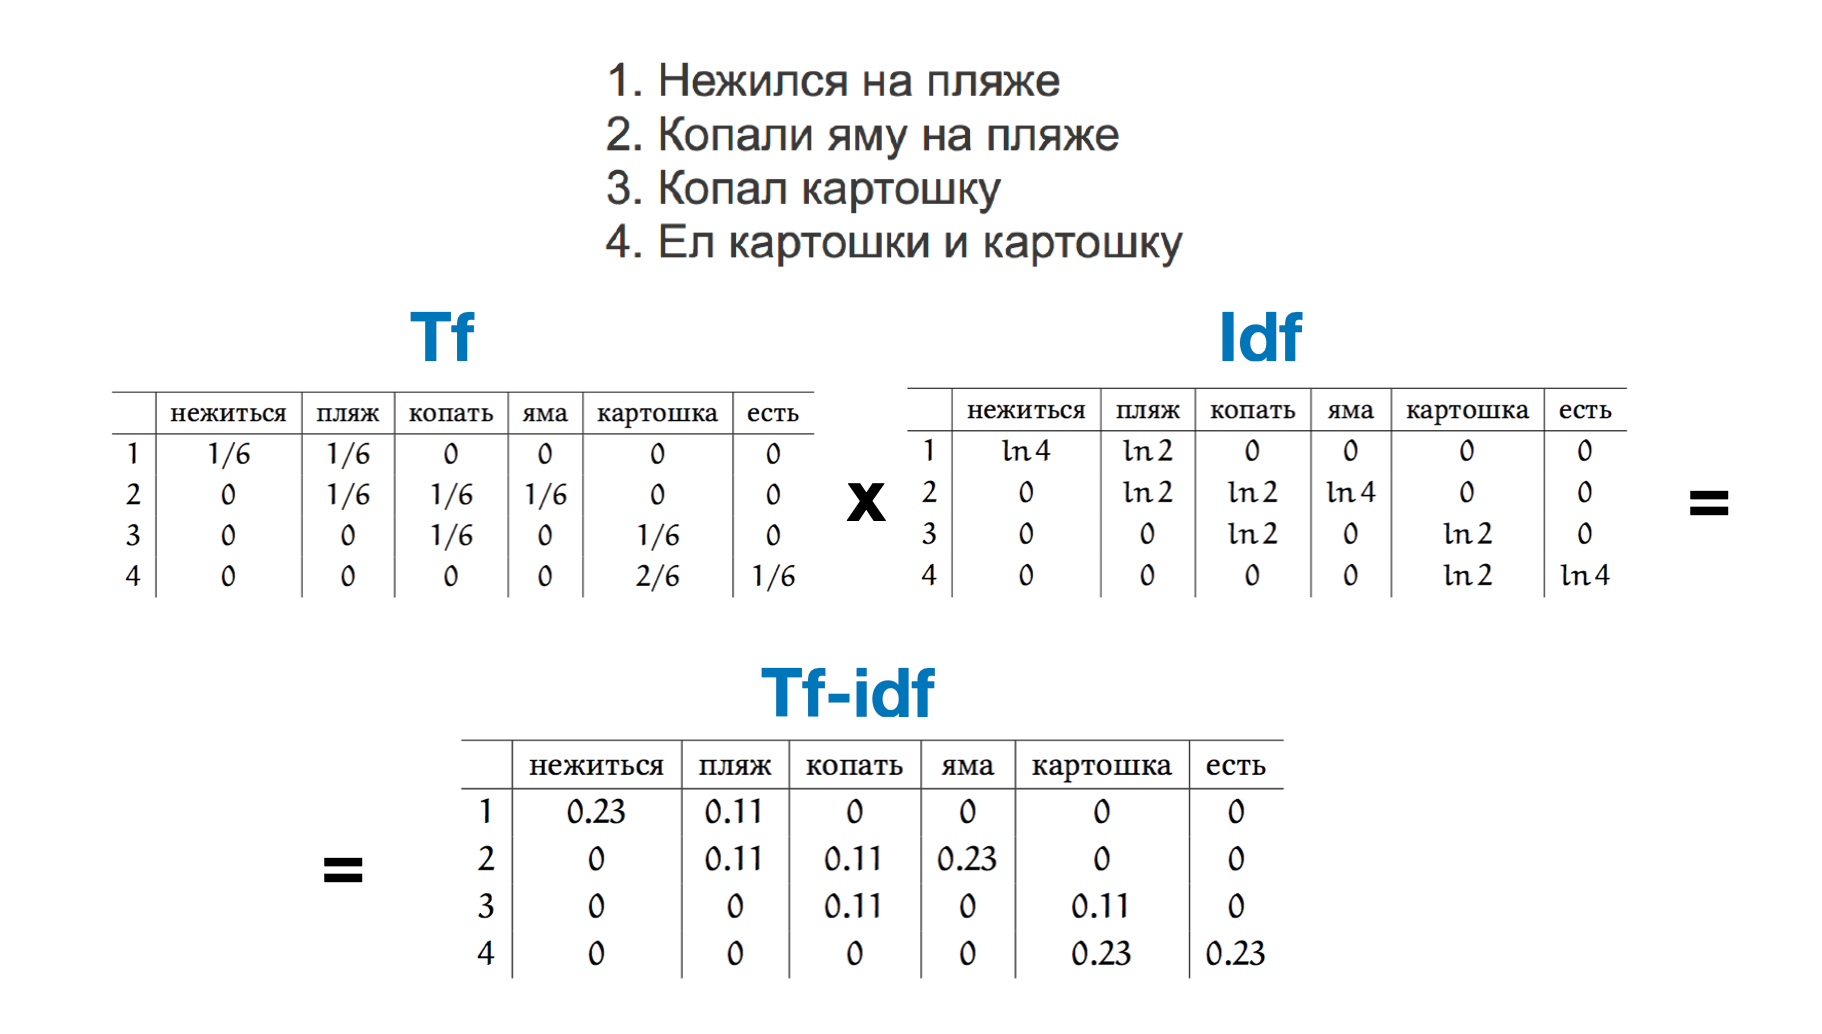 1. Нежился на пляже
2. Копали яму на пляже
3. Копал картошку
4. Ел картошки и картошку
Tf
нежиться пляж копать яма картошка есть
1 1/6 1/6 0 0 0 0
2 0 1/6 1/6 1/6 0 0
3 0 0 1/6 0 1/6 0
4 0 0 0 0 2/6 1/6
x
Idf
нежиться пляж копать яма картошка есть
1 ln 4 ln 2 0 0 0 0
2 0 ln 2 ln 2 ln 4 0 0
3 0 0 ln 2 0 ln 2 0
4 0 0 0 0 ln 2 ln 4
=
Tf-idf
=
нежиться пляж копать яма картошка есть
1 0.23 0.11 0 0 0 0
2 0 0.11 0.11 0.23 0 0
3 0 0 0.11 0 0.11 0
4 0 0 0 0 0.23 0.23